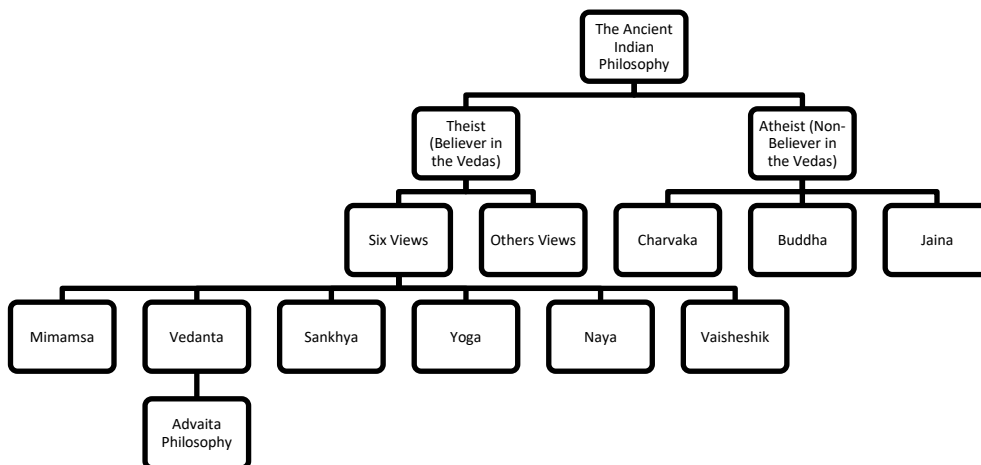 The Ancient
Indian
Philosophy
Theist
(Believer in
the Vedas)
Atheist (Non-
Believer in
the Vedas)
Six Views
Others Views
Charvaka
Buddha
Jaina
Mimamsa
Vedanta
Sankhya
Yoga
Naya
Vaisheshik
Advaita
Philosophy